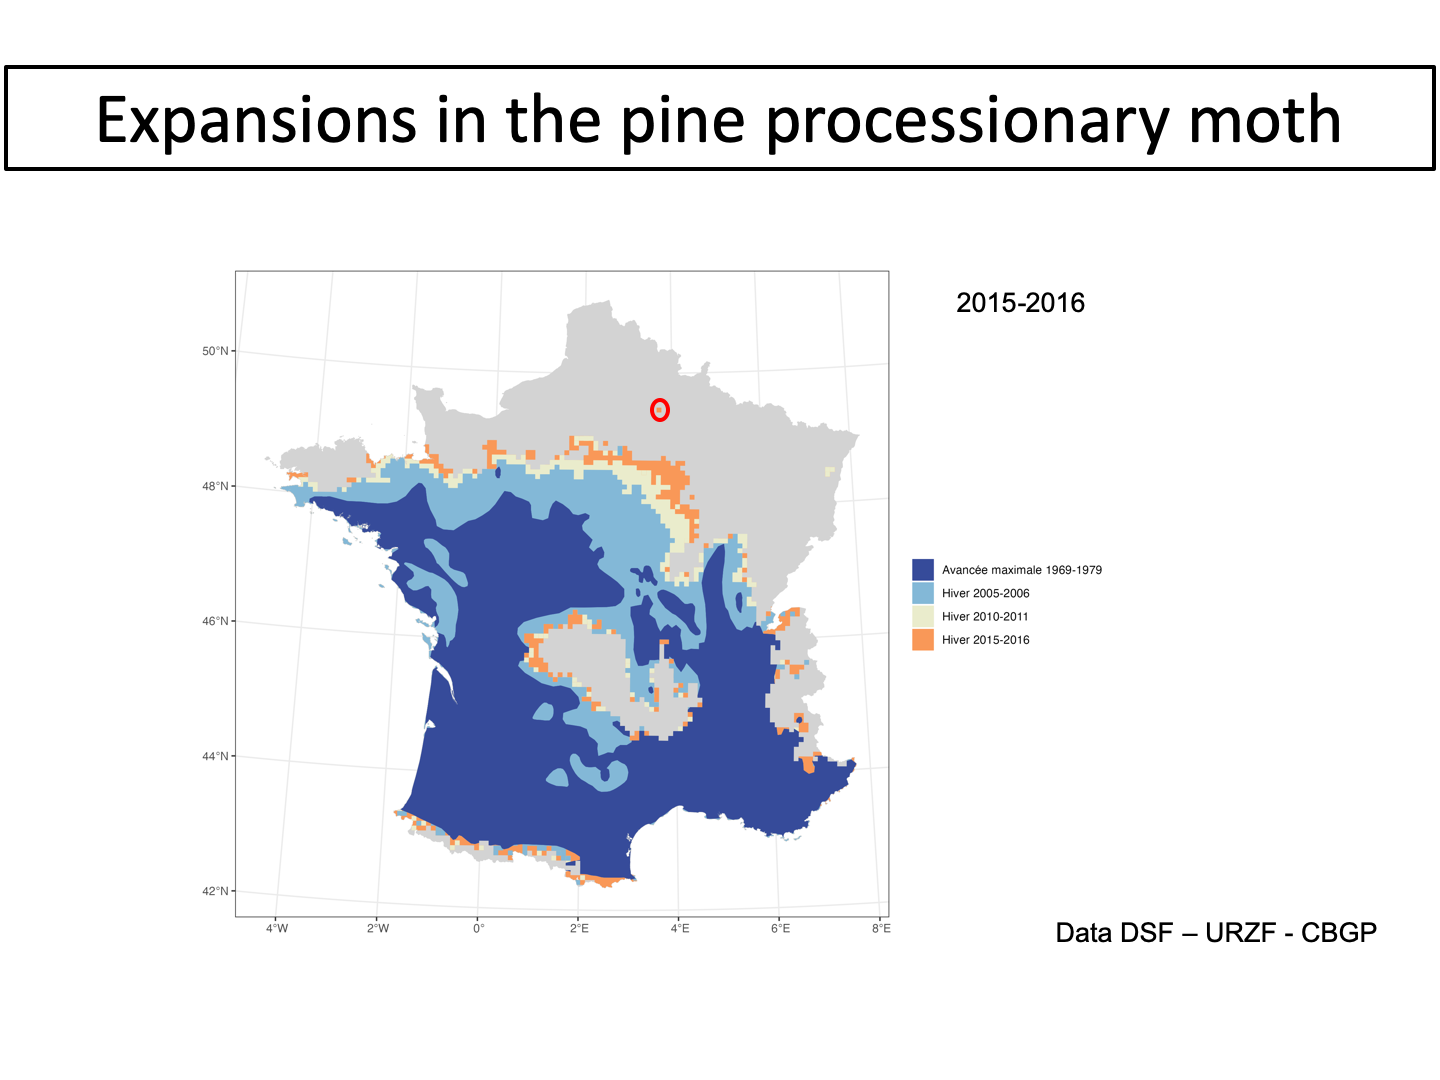 Expansions in the pine processionary moth
2015-2016
50°N
48°N
46°N
44°N
42°N
4°W
2°W
0°
2°E
4°E
6°E
8°E
Avancée maximale 1969-1979
Hiver 2005-2006
Hiver 2010-2011
Hiver 2015-2016
Data DSF – URZF - CBGP